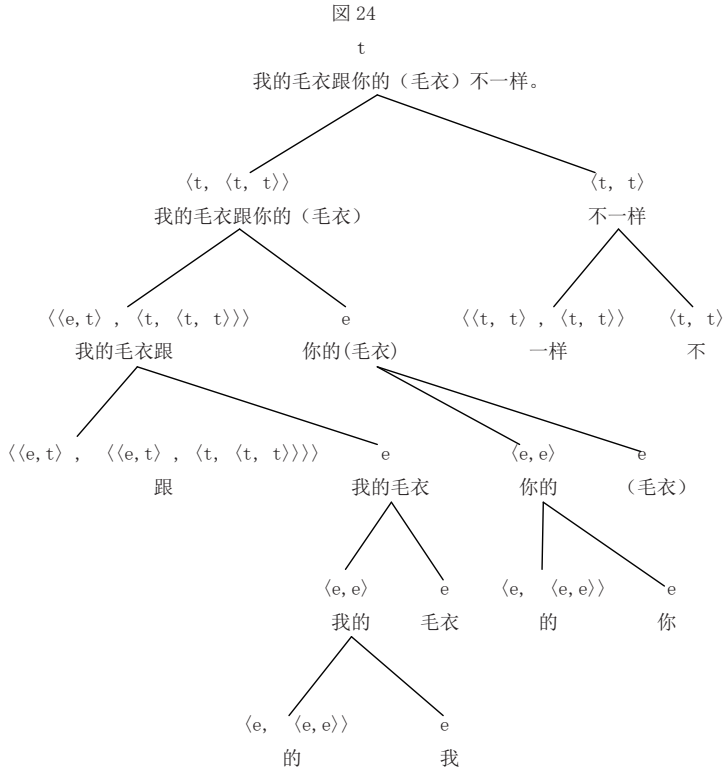 図 24
t
我的毛衣跟你的（毛衣）不一样。
〈t, 〈t, t〉〉 〈t, t〉
我的毛衣跟你的（毛衣） 不一样
〈〈e,t〉, 〈t, 〈t, t〉〉〉 e 〈〈t, t〉, 〈t, t〉〉 〈t, t〉
我的毛衣跟 你的(毛衣) 一样 不
〈〈e,t〉, 〈〈e,t〉, 〈t, 〈t, t〉〉〉〉 e 〈e,e〉 e
跟 我的毛衣 你的 （毛衣）
〈e,e〉 e 〈e, 〈e,e〉〉 e
我的 毛衣 的 你
〈e, 〈e,e〉〉 e
的 我